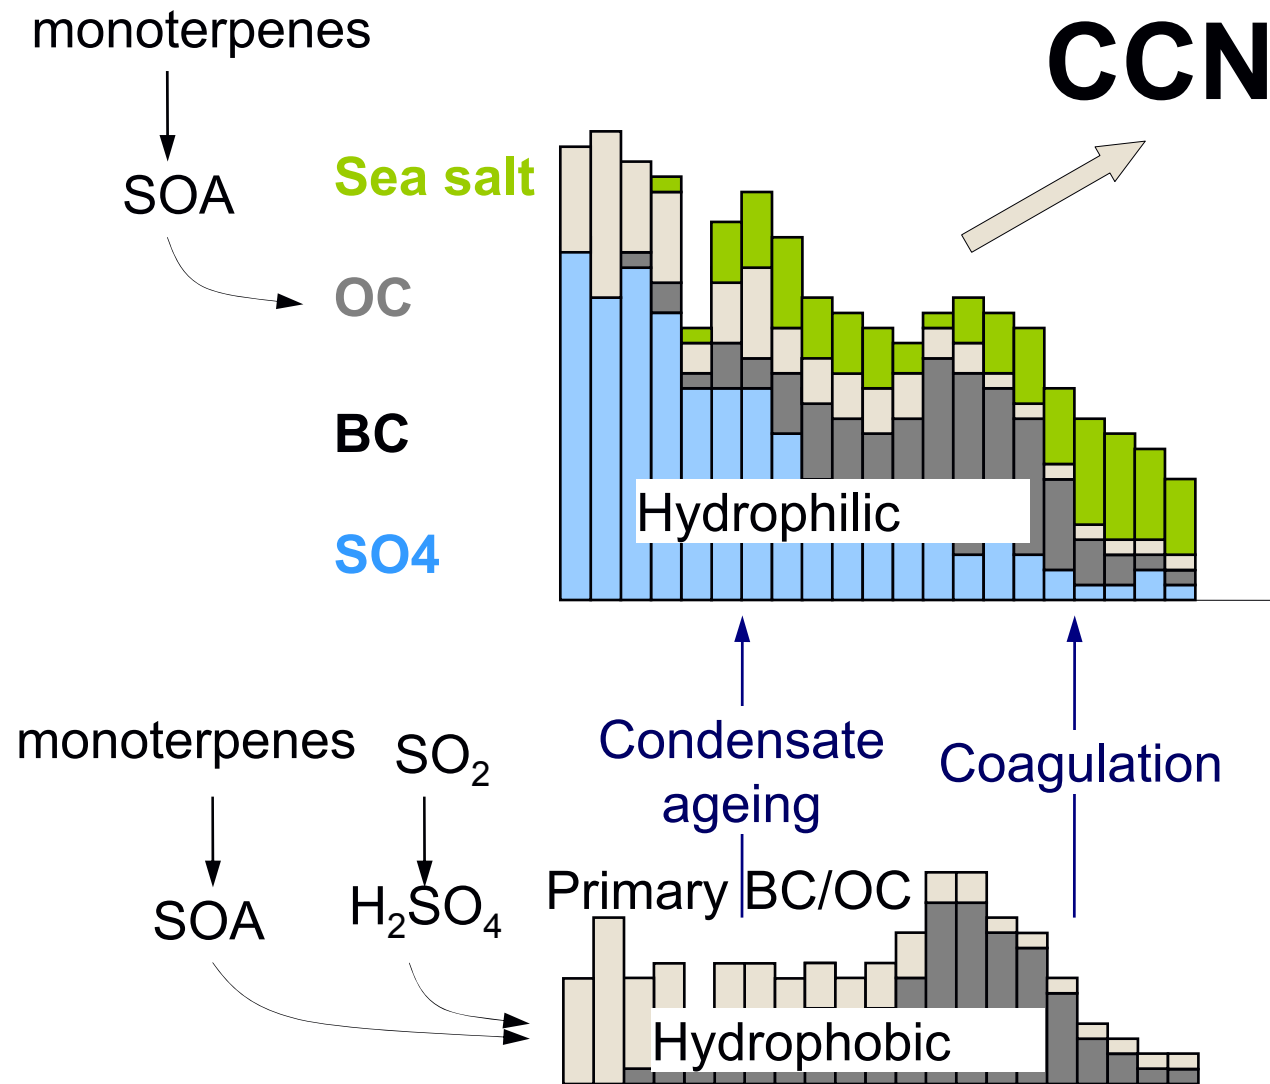 monoterpenes
CCN
SOA
Sea salt
OC
BC
Hydrophilic
SO4
monoterpenes
SO₂
Condensate
ageing
Coagulation
SOA
H₂SO₄
Primary BC/OC
Hydrophobic